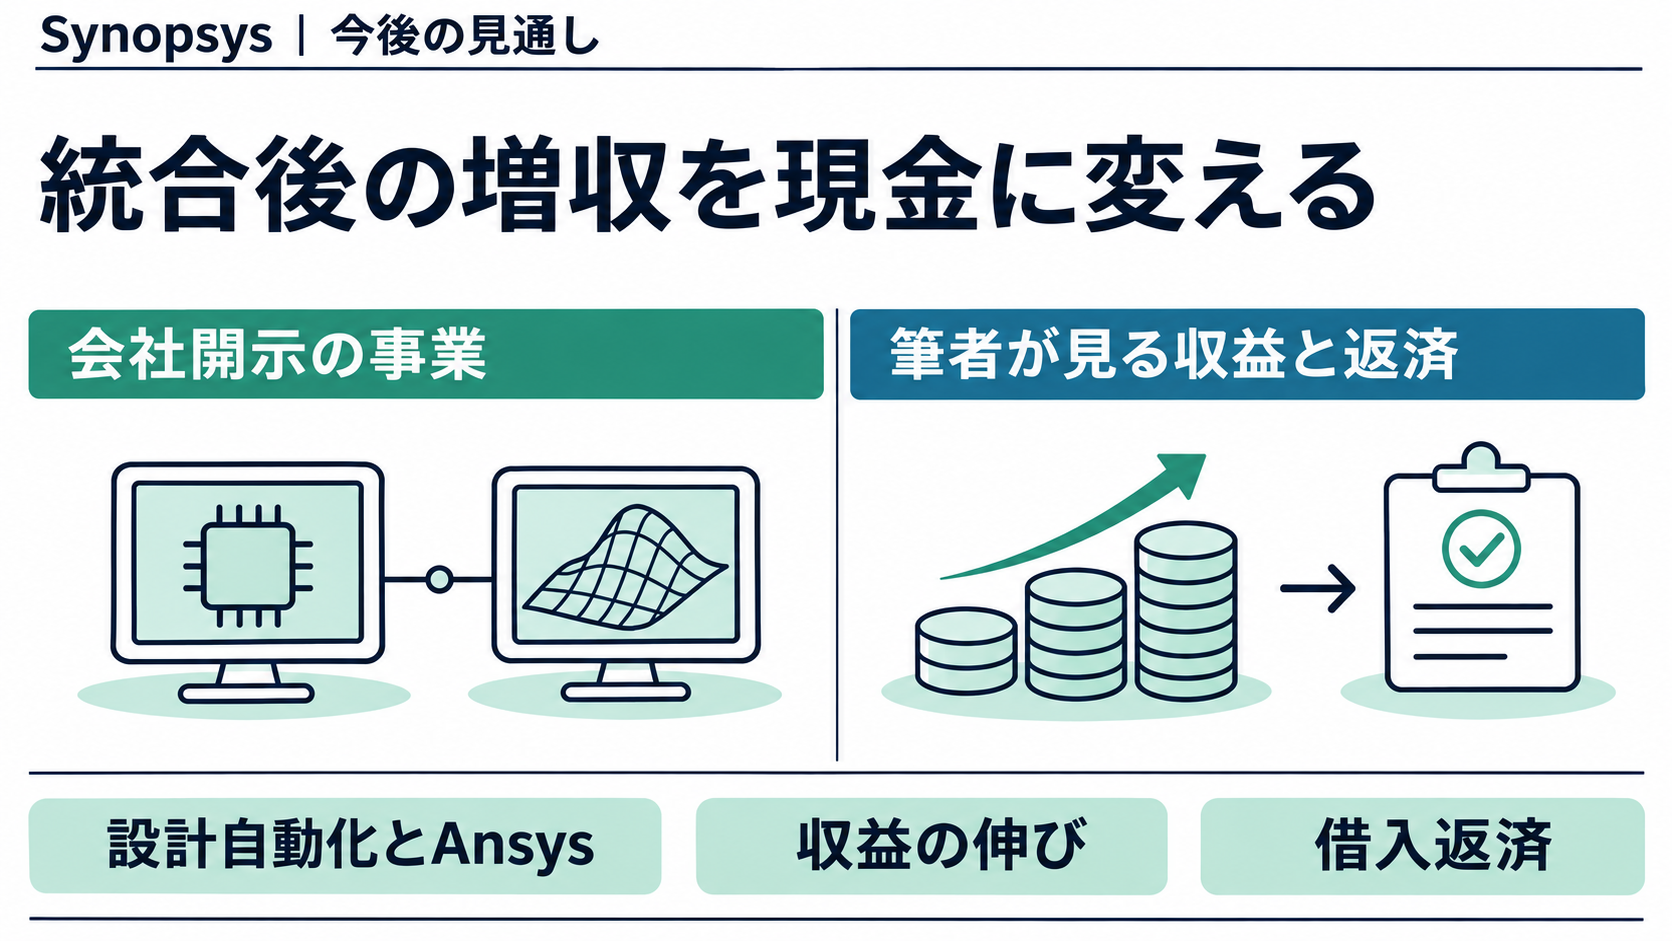 Synopsys｜今後の見通し
統合後の増収を現金に変える
会社開示の事業
筆者が見る収益と返済
設計自動化とAnsys
収益の伸び
借入返済